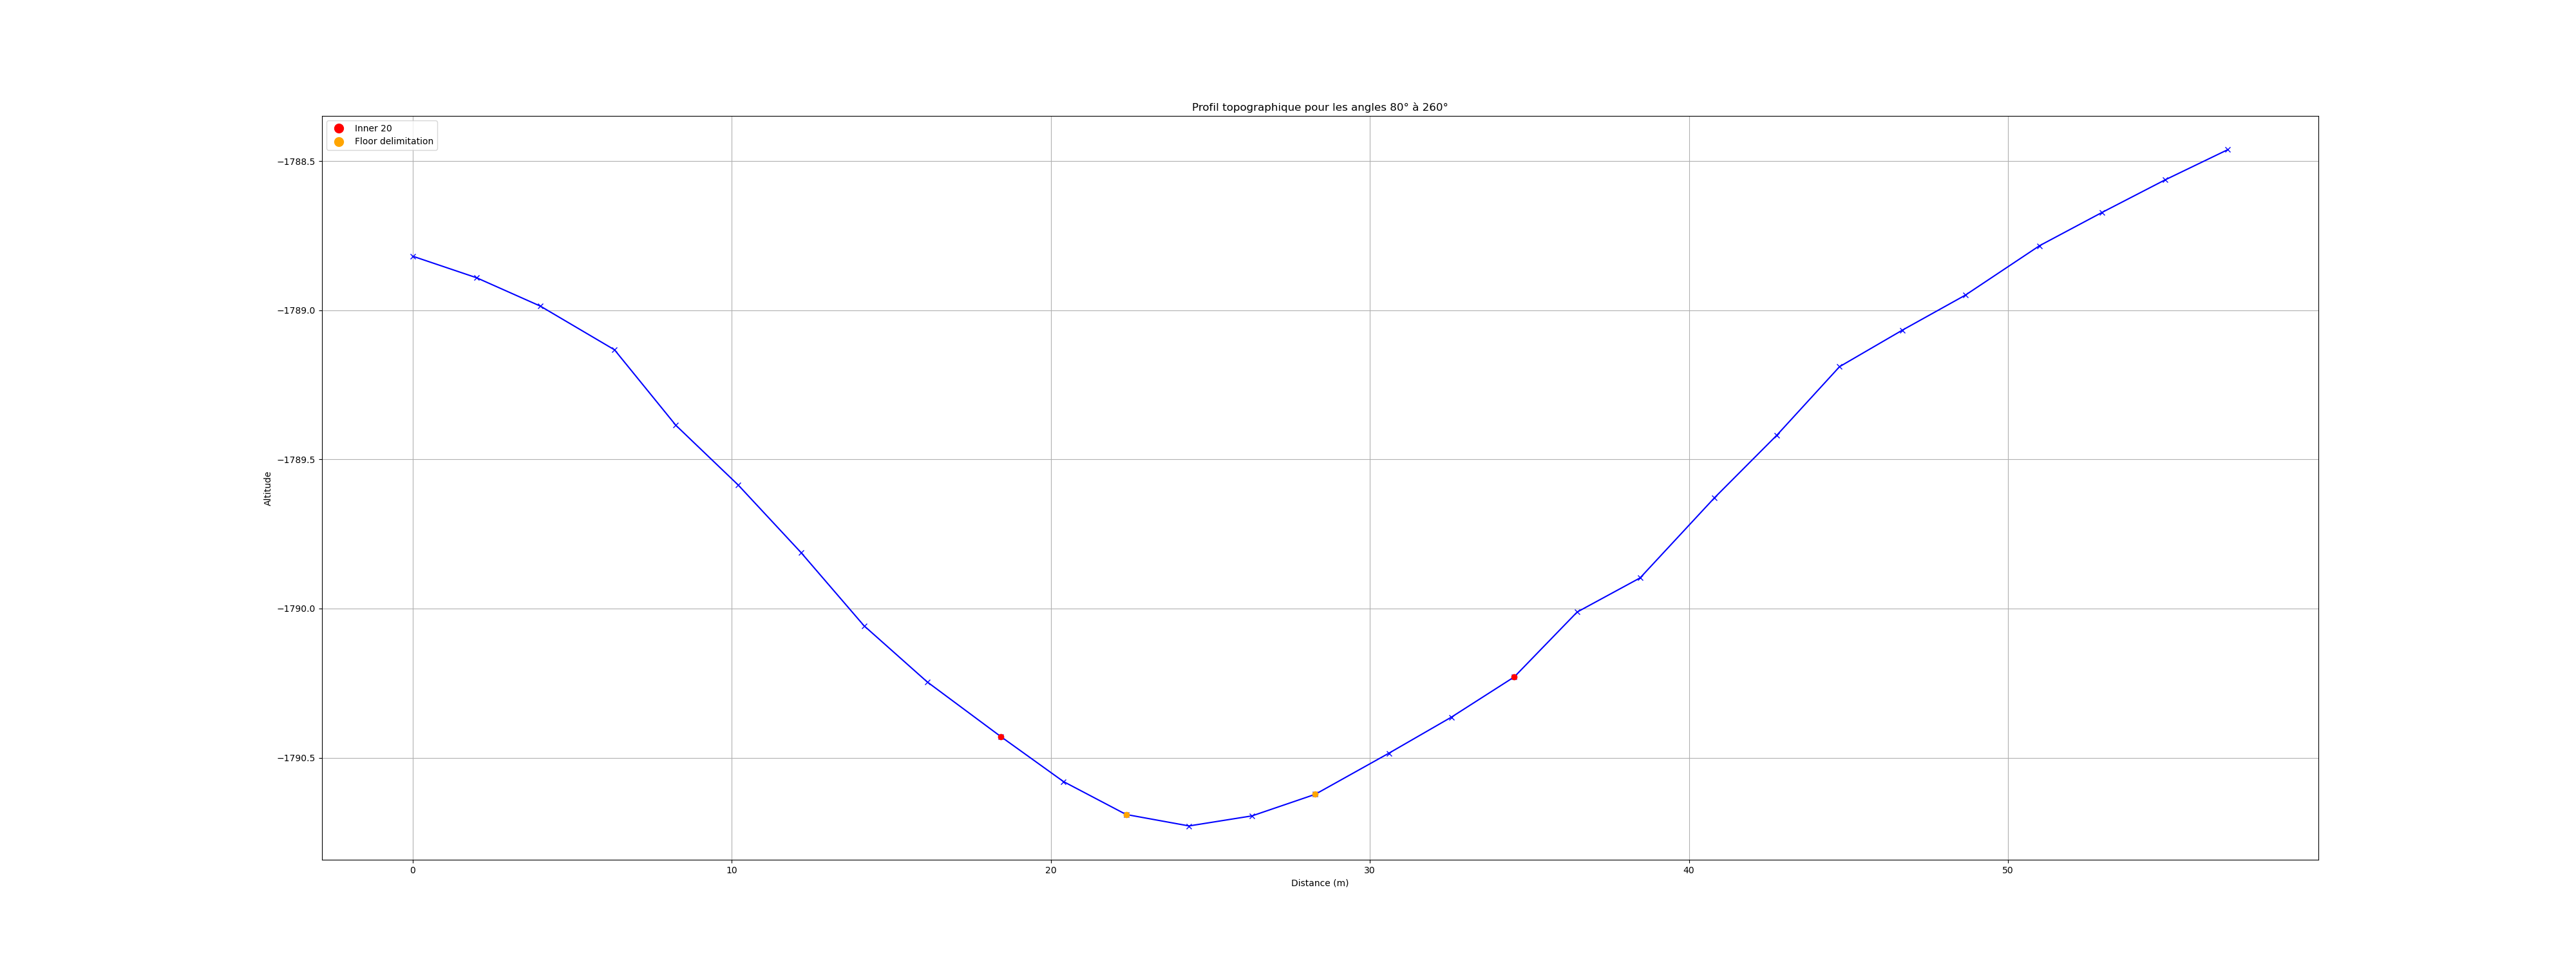 Profil topographique pour les angles 80° à 260°
Inner 20
Floor delimitation
−1788.5
−1789.0
−1789.5
−1790.0
−1790.5
Altitude
0 10 20 30 40 50
Distance (m)